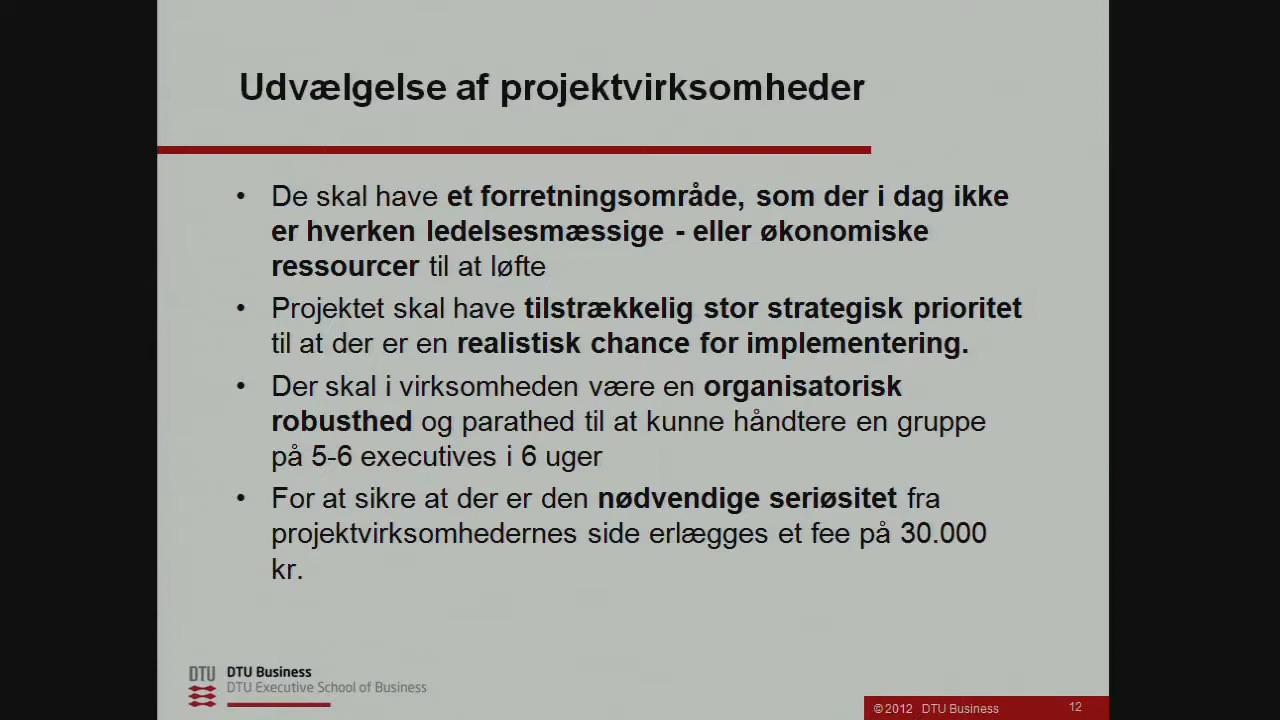 Udvælgelse af projektvirksomheder
• De skal have et forretningsområde, som der i dag ikke
er hverken ledelsesmæssige - eller økonomiske
ressourcer til at løfte
• Projektet skal have tilstrækkelig stor strategisk prioritet
til at der er en realistisk chance for implementering.
• Der skal i virksomheden være en organisatorisk
robusthed og parathed til at kunne håndtere en gruppe
på 5-6 executives i 6 uger
• For at sikre at der er den nødvendige seriøsitet fra
projektvirksomhedernes side erlægges et fee på 30.000
kr.
DTU DTU Business
DTU Executive School of Business
© 2012 DTU Business 12